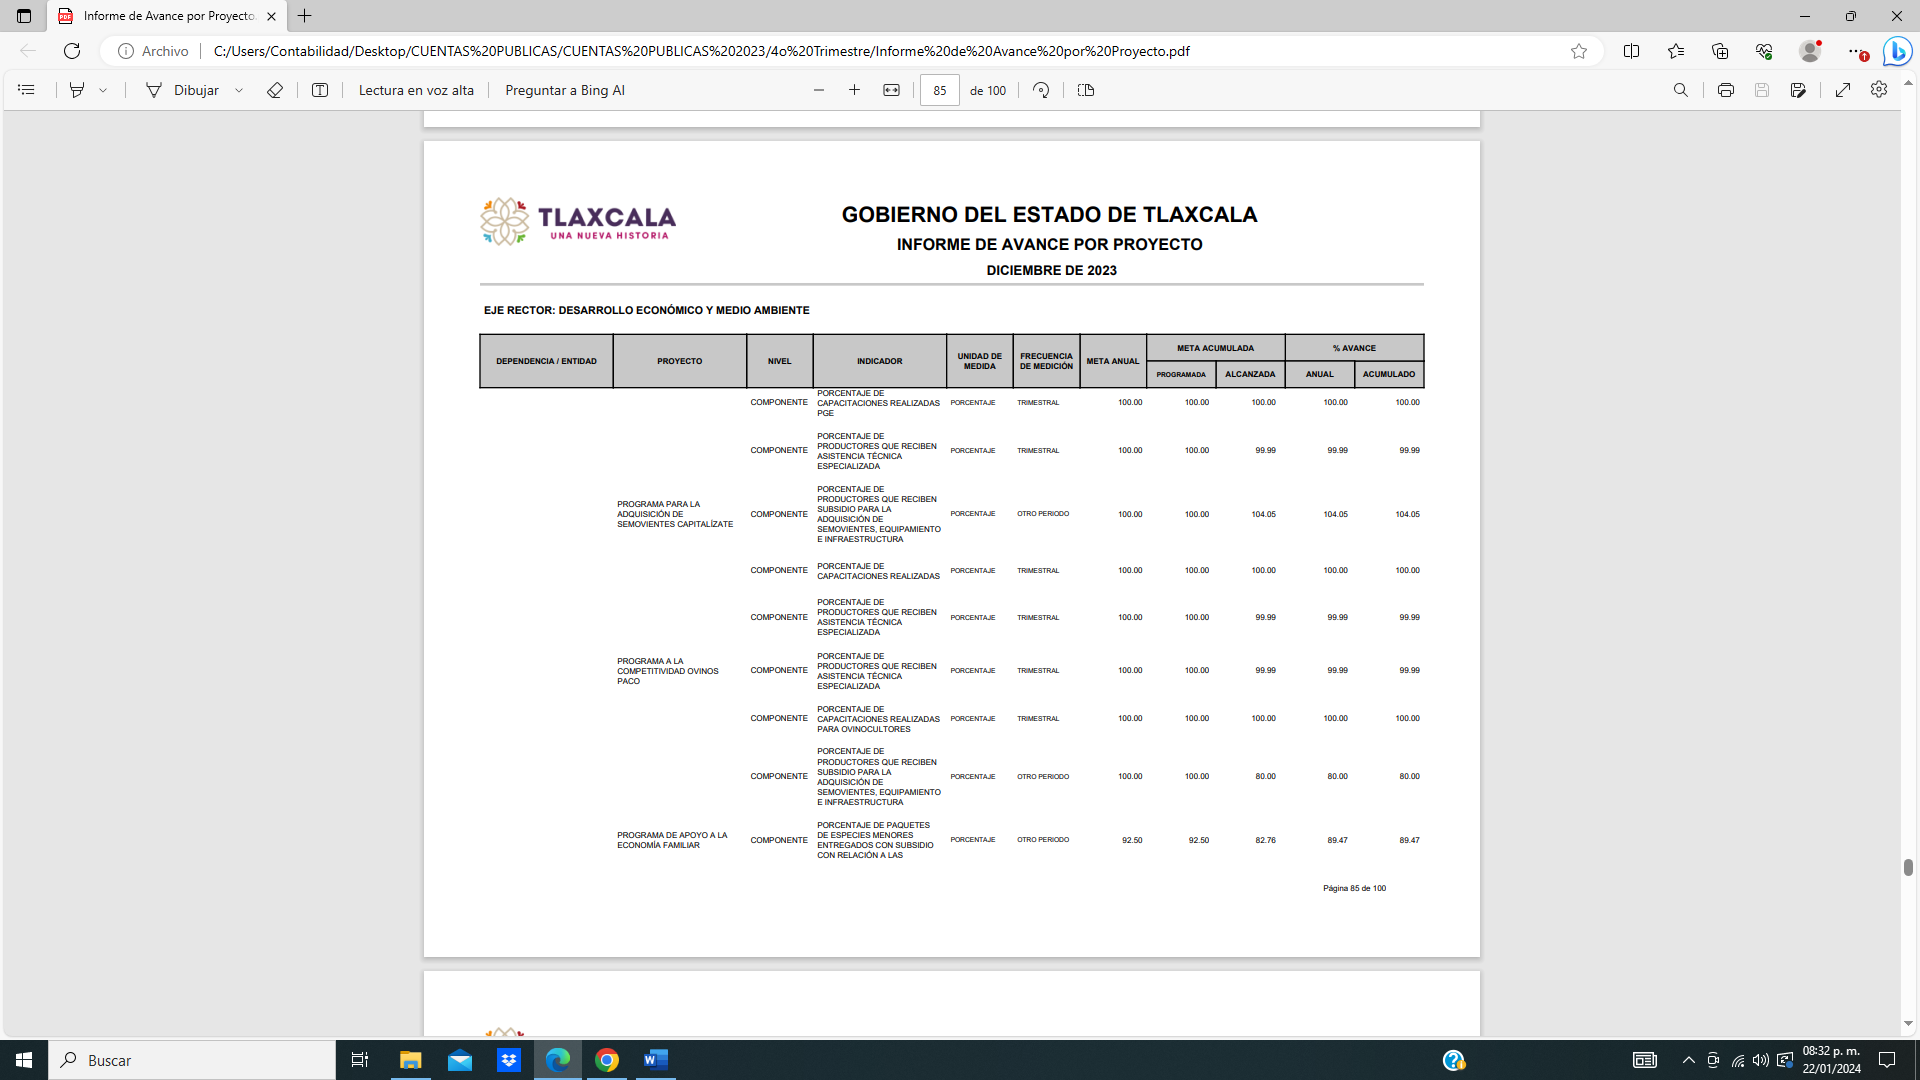 Informe de Avance por Proyecto.
Archivo
C:/Users/Contabilidad/Desktop/CUENTAS%20PUBLICAS/CUENTAS%20PUBLICAS%202023/4o%20Trimestre/Informe%20de%20Avance%20por%20Proyecto.pdf
Dibujar
Lectura en voz alta
Preguntar a Bing AI
85
de 100
TLAXCALA
UNA NUEVA HISTORIA
GOBIERNO DEL ESTADO DE TLAXCALA
INFORME DE AVANCE POR PROYECTO
DICIEMBRE DE 2023
EJE RECTOR: DESARROLLO ECONÓMICO Y MEDIO AMBIENTE
DEPENDENCIA / ENTIDAD
PROYECTO
NIVEL
INDICADOR
UNIDAD DE
MEDIDA
FRECUENCIA
DE MEDICIÓN
META ANUAL
META ACUMULADA
PROGRAMADA
ALCANZADA
% AVANCE
ANUAL
ACUMULADO
COMPONENTE
PORCENTAJE DE
CAPACITACIONES REALIZADAS
PGE
PORCENTAJE
TRIMESTRAL
100.00
100.00
100.00
100.00
100.00
COMPONENTE
PORCENTAJE DE
PRODUCTORES QUE RECIBEN
ASISTENCIA TÉCNICA
ESPECIALIZADA
PORCENTAJE
TRIMESTRAL
100.00
100.00
99.99
99.99
99.99
PROGRAMA PARA LA
ADQUISICIÓN DE
SEMOVIENTES CAPITALÍZATE
COMPONENTE
PORCENTAJE DE
PRODUCTORES QUE RECIBEN
SUBSIDIO PARA LA
ADQUISICIÓN DE
SEMOVIENTES, EQUIPAMIENTO
E INFRAESTRUCTURA
PORCENTAJE
OTRO PERIODO
100.00
100.00
104.05
104.05
104.05
COMPONENTE
PORCENTAJE DE
CAPACITACIONES REALIZADAS
PORCENTAJE
TRIMESTRAL
100.00
100.00
100.00
100.00
100.00
COMPONENTE
PORCENTAJE DE
PRODUCTORES QUE RECIBEN
ASISTENCIA TÉCNICA
ESPECIALIZADA
PORCENTAJE
TRIMESTRAL
100.00
100.00
99.99
99.99
99.99
PROGRAMA A LA
COMPETITIVIDAD OVINOS
PACO
COMPONENTE
PORCENTAJE DE
PRODUCTORES QUE RECIBEN
ASISTENCIA TÉCNICA
ESPECIALIZADA
PORCENTAJE
TRIMESTRAL
100.00
100.00
99.99
99.99
99.99
COMPONENTE
PORCENTAJE DE
CAPACITACIONES REALIZADAS
PARA OVINOCULTORES
PORCENTAJE
TRIMESTRAL
100.00
100.00
100.00
100.00
100.00
COMPONENTE
PORCENTAJE DE
PRODUCTORES QUE RECIBEN
SUBSIDIO PARA LA
ADQUISICIÓN DE
SEMOVIENTES, EQUIPAMIENTO
E INFRAESTRUCTURA
PORCENTAJE
OTRO PERIODO
100.00
100.00
80.00
80.00
80.00
PROGRAMA DE APOYO A LA
ECONOMÍA FAMILIAR
COMPONENTE
PORCENTAJE DE PAQUETES
DE ESPECIES MENORES
ENTREGADOS CON SUBSIDIO
CON RELACIÓN A LAS
PORCENTAJE
OTRO PERIODO
92.50
92.50
82.76
89.47
89.47
Página 85 de 100
Buscar
08:32 p. m.
22/01/2024